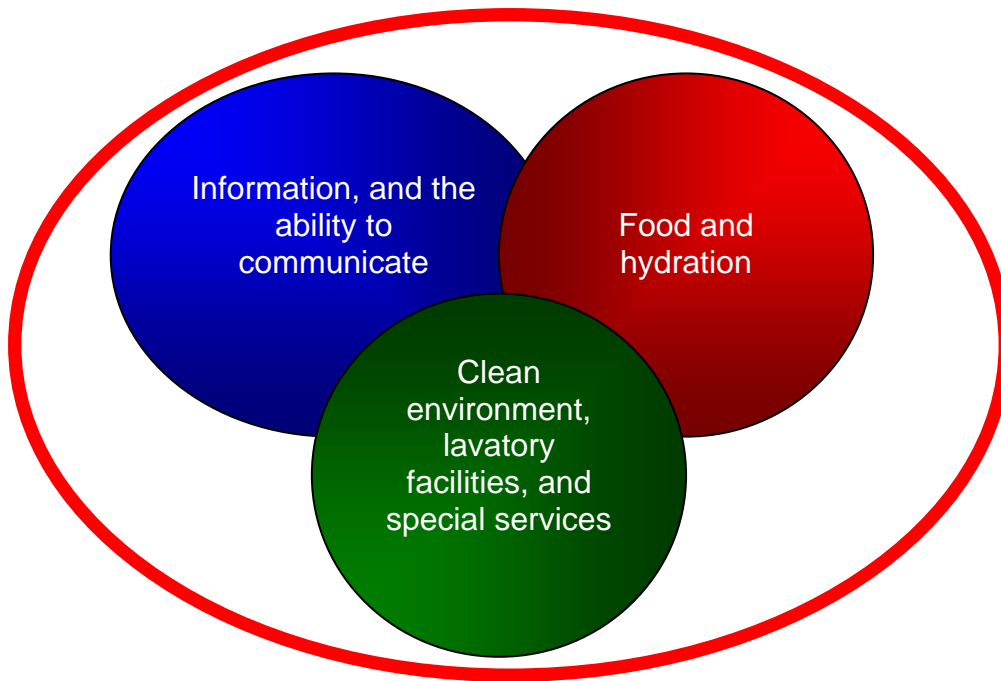 Information, and the
ability to
communicate
Food and
hydration
Clean
environment,
lavatory
facilities, and
special services